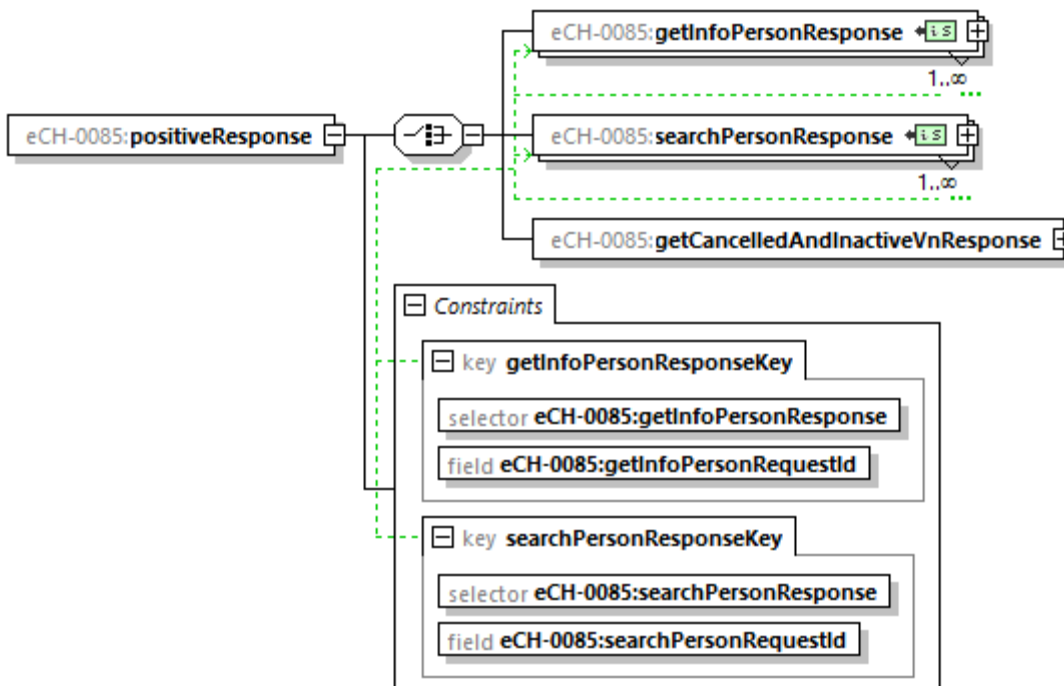 eCH-0085:getInfoPersonResponse
1..∞
eCH-0085:positiveResponse
eCH-0085:searchPersonResponse
1..∞
eCH-0085:getCancelledAndInactiveVnResponse
Constraints
key getInfoPersonResponseKey
selector eCH-0085:getInfoPersonResponse
field eCH-0085:getInfoPersonRequestId
key searchPersonResponseKey
selector eCH-0085:searchPersonResponse
field eCH-0085:searchPersonRequestId